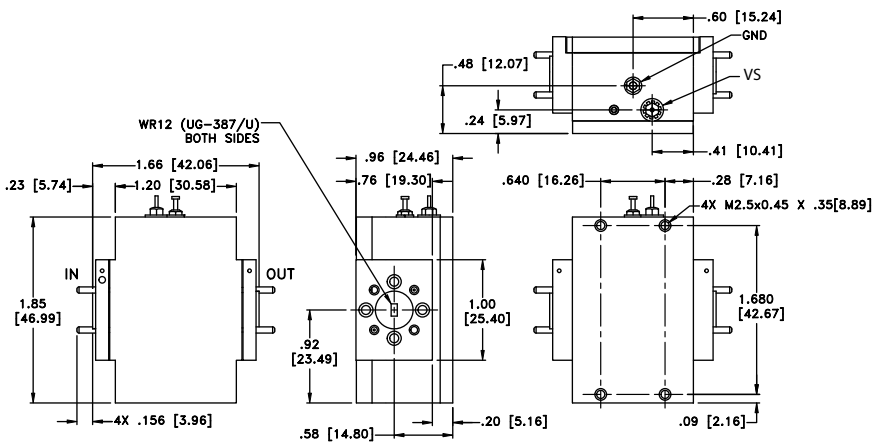 .60 [15.24]
GND
.48 [12.07]
VS
.24 [5.97]
.41 [10.41]
WR12 (UG-387/U)
BOTH SIDES
1.66 [42.06]
.96 [24.46]
.23 [5.74]
1.20 [30.58]
.76 [19.30]
.640 [16.26]
.28 [7.16]
4X M2.5x0.45 X .35[8.89]
IN
OUT
1.85
[46.99]
1.00
[25.40]
1.680
[42.67]
.92
[23.49]
4X .156 [3.96]
.58 [14.80]
.20 [5.16]
.09 [2.16]